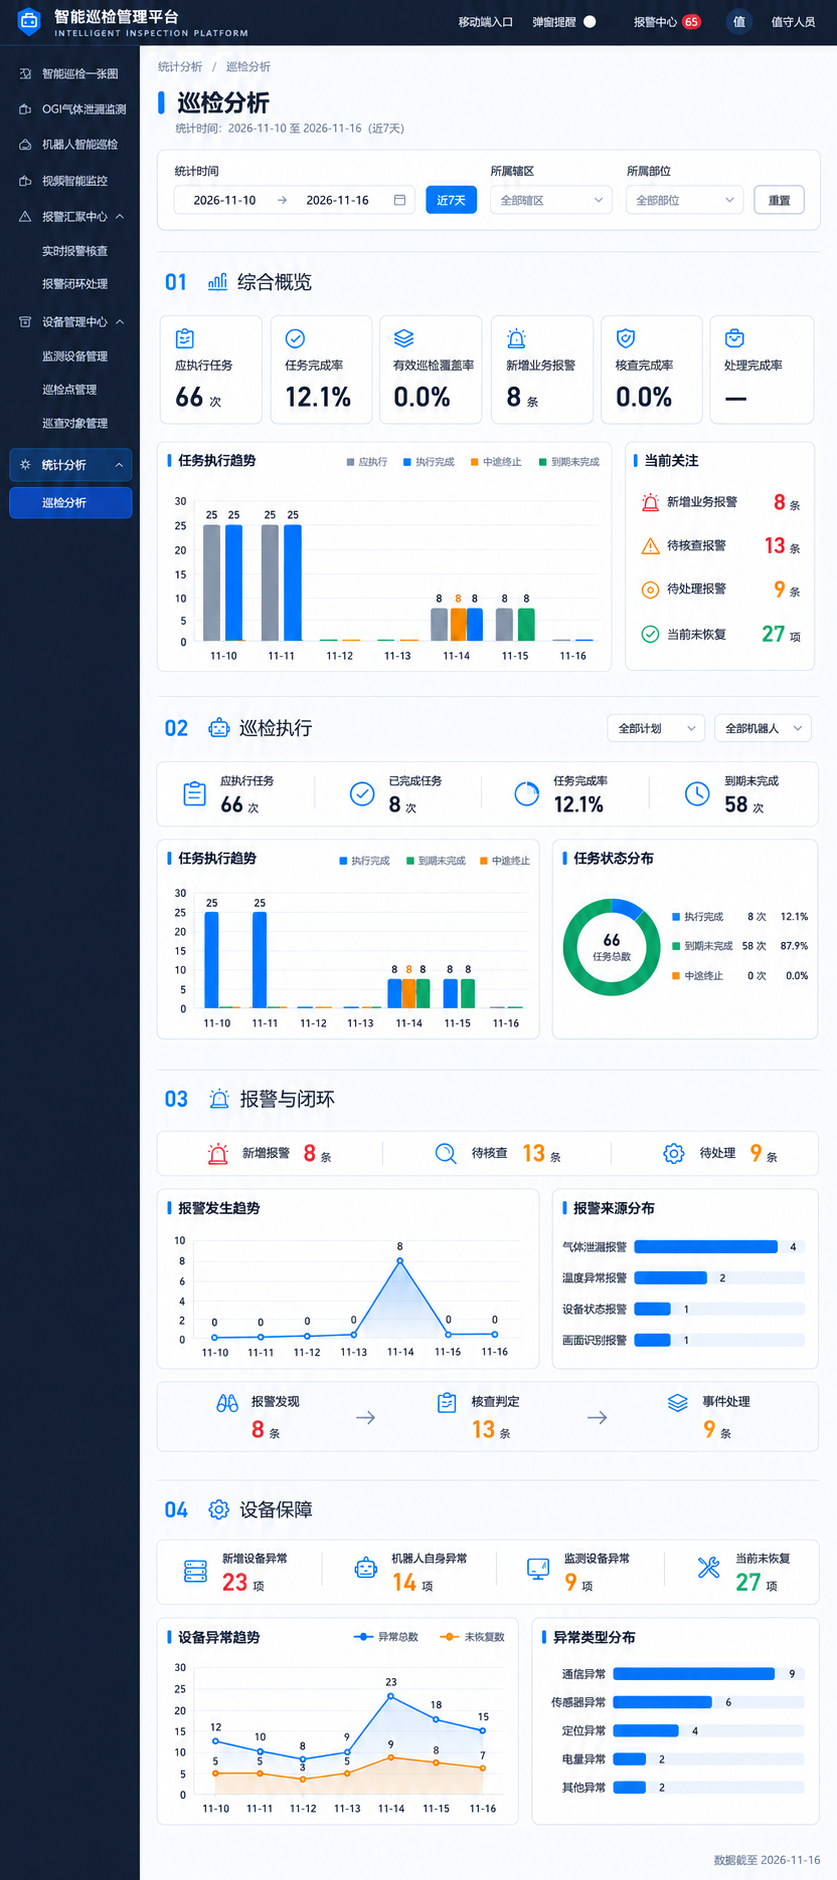 智能巡检管理平台
INTELLIGENT INSPECTION PLATFORM
移动端入口 弹窗提醒 报警中心 65 值 值守人员
智能巡检一张图
OGI气体泄漏监测
机器人智能巡检
视频智能监控
报警汇聚中心
实时报警核查
报警闭环处理
设备管理中心
监测设备管理
巡检点管理
巡查对象管理
统计分析
巡检分析
统计分析 / 巡检分析
巡检分析
统计时间：2026-11-10 至 2026-11-16（近7天）
统计时间 所属辖区 所属部位
2026-11-10 → 2026-11-16 近7天 全部辖区 全部部位 重置
01 综合概览
应执行任务
66 次
任务完成率
12.1%
有效巡检覆盖率
0.0%
新增业务报警
8 条
核查完成率
0.0%
处理完成率
—
任务执行趋势
应执行 执行完成 中途终止 到期未完成
30
25
20
15
10
5
0
25 25 25 25 8 8 8 8 8
11-10 11-11 11-12 11-13 11-14 11-15 11-16
当前关注
新增业务报警 8 条
待核查报警 13 条
待处理报警 9 条
当前未恢复 27 项
02 巡检执行
全部计划 全部机器人
应执行任务
66 次
已完成任务
8 次
任务完成率
12.1%
到期未完成
58 次
任务执行趋势
执行完成 到期未完成 中途终止
30
25
20
15
10
5
0
25 25 8 8 8 8 8
11-10 11-11 11-12 11-13 11-14 11-15 11-16
任务状态分布
66
任务总数
执行完成 8 次 12.1%
到期未完成 58 次 87.9%
中途终止 0 次 0.0%
03 报警与闭环
新增报警 8 条
待核查 13 条
待处理 9 条
报警发生趋势
10
8
6
4
2
0
0 0 0 0 8 0 0
11-10 11-11 11-12 11-13 11-14 11-15 11-16
报警来源分布
气体泄漏报警 4
温度异常报警 2
设备状态报警 1
画面识别报警 1
报警发现
8 条
→
核查判定
13 条
→
事件处理
9 条
04 设备保障
新增设备异常
23 项
机器人自身异常
14 项
监测设备异常
9 项
当前未恢复
27 项
设备异常趋势
异常总数 未恢复数
30
25
20
15
10
5
0
12 10 8 9 23 18 15
5 5 3 5 9 8 7
11-10 11-11 11-12 11-13 11-14 11-15 11-16
异常类型分布
通信异常 9
传感器异常 6
定位异常 4
电量异常 2
其他异常 2
数据截至 2026-11-16